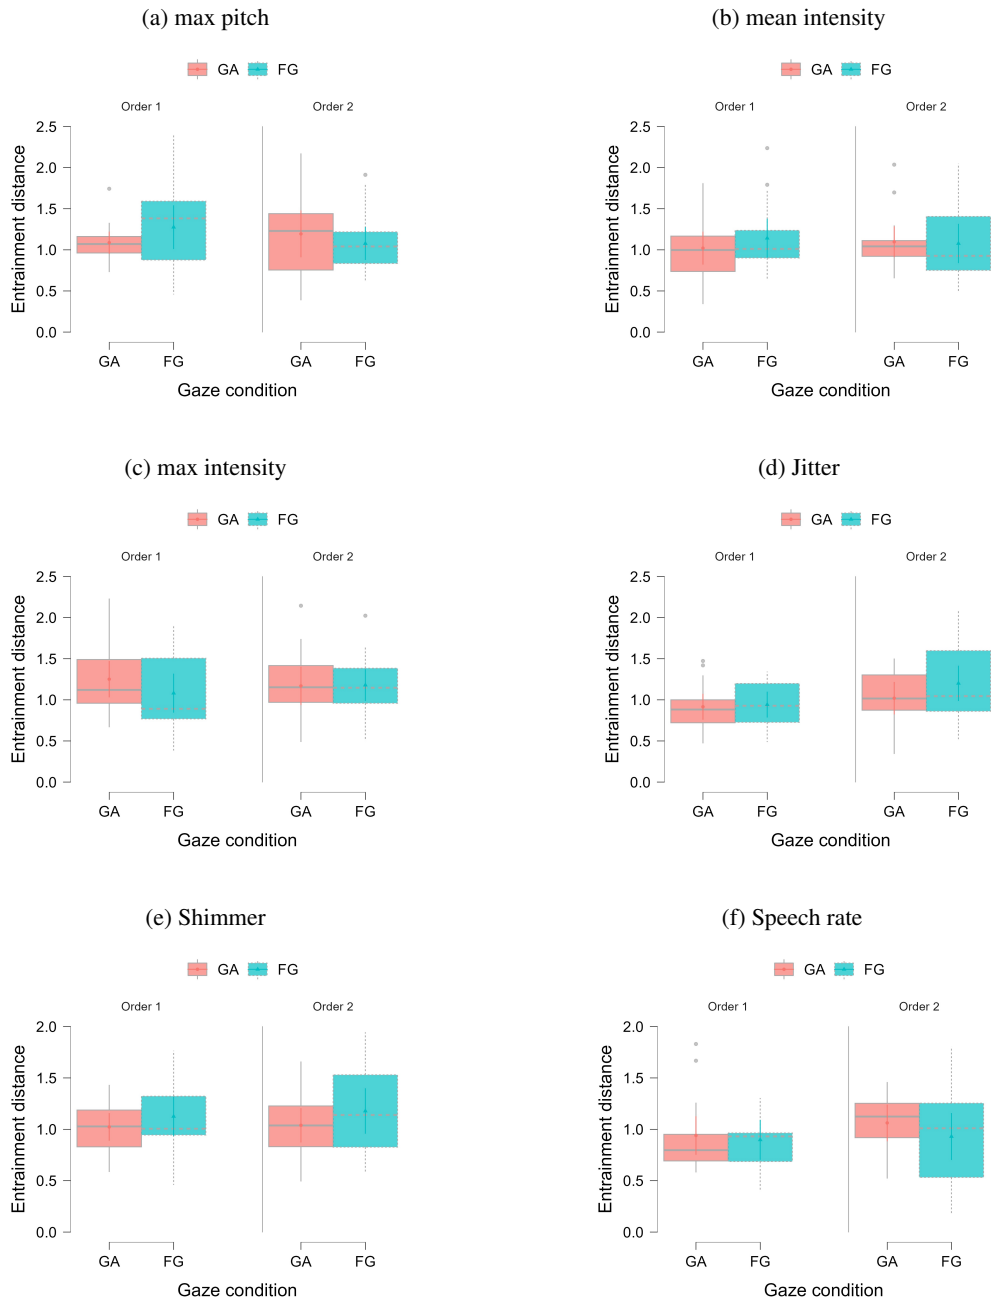 (a) max pitch
GA FG
Order 1 Order 2
Entrainment distance
2.5
2.0
1.5
1.0
0.5
0.0
GA FG GA FG
Gaze condition
(b) mean intensity
GA FG
Order 1 Order 2
Entrainment distance
2.5
2.0
1.5
1.0
0.5
0.0
GA FG GA FG
Gaze condition
(c) max intensity
GA FG
Order 1 Order 2
Entrainment distance
2.5
2.0
1.5
1.0
0.5
0.0
GA FG GA FG
Gaze condition
(d) Jitter
GA FG
Order 1 Order 2
Entrainment distance
2.5
2.0
1.5
1.0
0.5
0.0
GA FG GA FG
Gaze condition
(e) Shimmer
GA FG
Order 1 Order 2
Entrainment distance
2.0
1.5
1.0
0.5
0.0
GA FG GA FG
Gaze condition
(f) Speech rate
GA FG
Order 1 Order 2
Entrainment distance
2.0
1.5
1.0
0.5
0.0
GA FG GA FG
Gaze condition